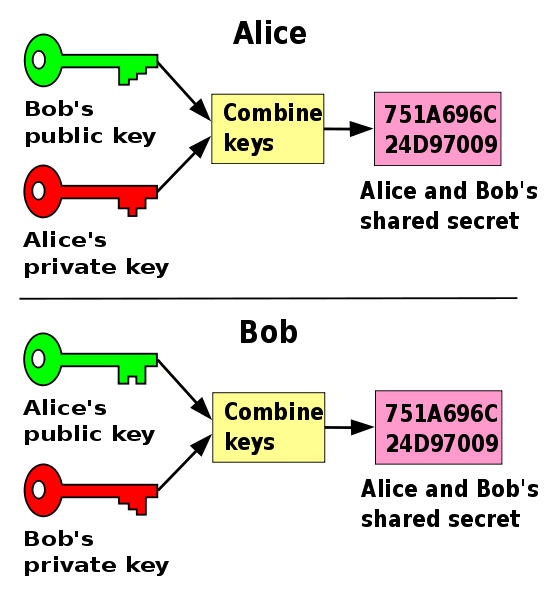 Alice
Bob's
public key
Combine
keys
751A696C
24D97009
Alice and Bob's
shared secret
Alice's
private key
Bob
Alice's
public key
Combine
keys
751A696C
24D97009
Alice and Bob's
shared secret
Bob's
private key